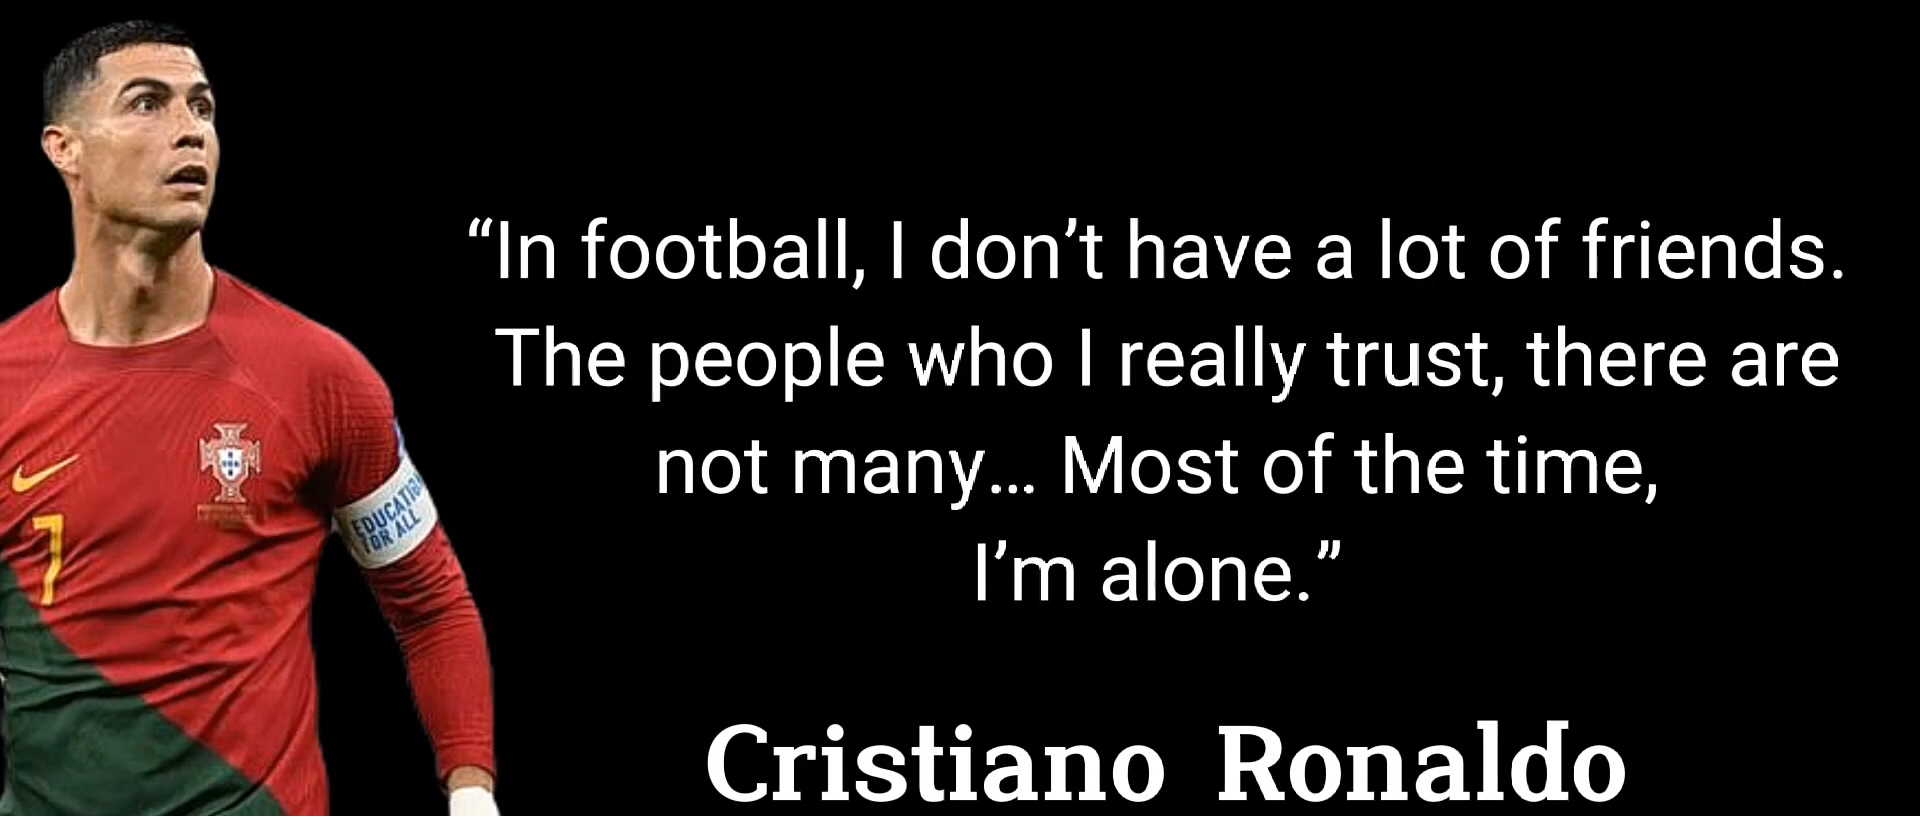 “In football, I don’t have a lot of friends.
The people who I really trust, there are
not many... Most of the time,
I’m alone.”
EDUCATION
FOR ALL
7
Cristiano Ronaldo